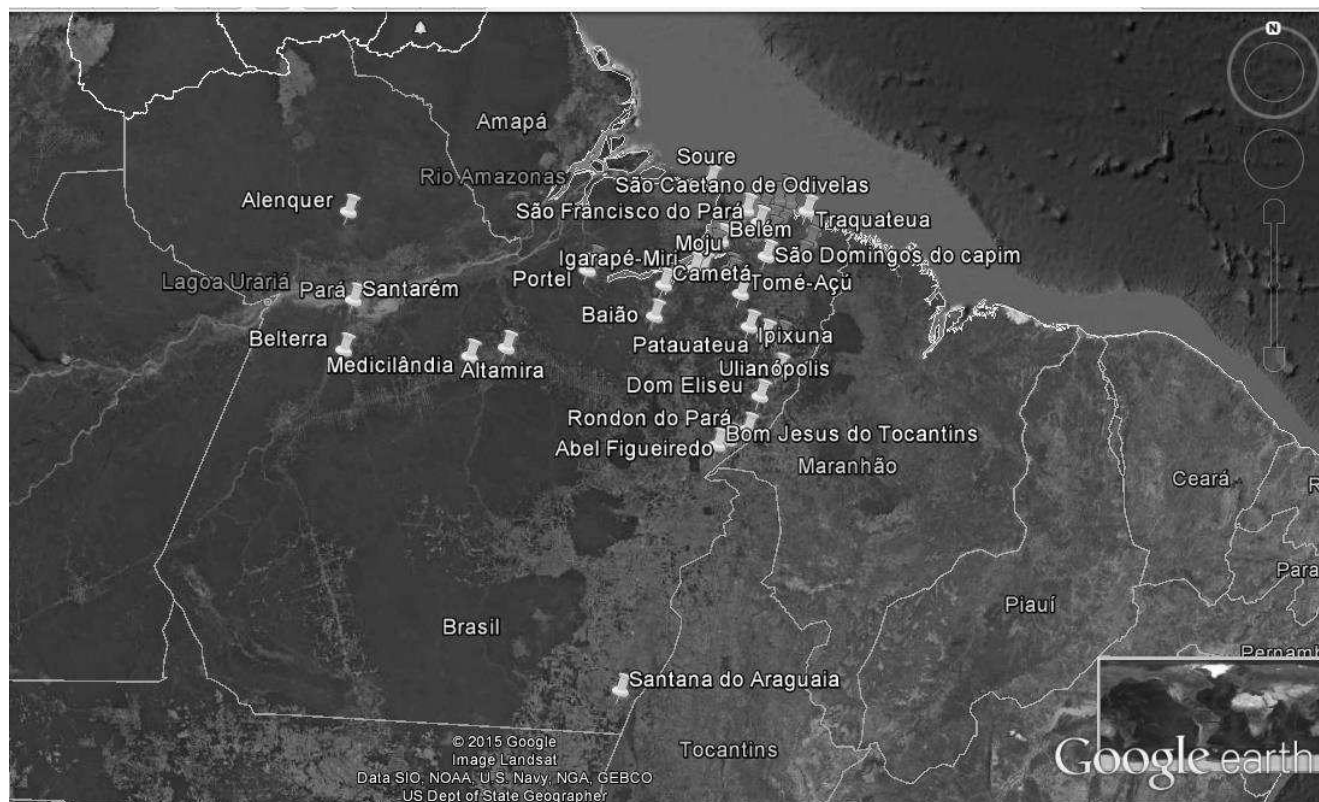 N
Amapá
Soure
Rio Amazonas
São Caetano de Odivelas
Alenquer
São Francisco do Pará
Traquateua
Belém
Moju
Igarapé-Miri
São Domingos do capim
Lagoa Urariá
Portel
Cametá
Tomé-Açú
Pará
Santarém
Baião
Belterra
Patauateua
Ipixuna
Medicilândia
Altamira
Ulianópolis
Dom Eliseu
Rondon do Pará
Bom Jesus do Tocantins
Abel Figueiredo
Maranhão
Ceará
R
Para
Piauí
Brasil
Pernamb
Santana do Araguaia
Tocantins
© 2015 Google
Image Landsat
Data SIO, NOAA, U.S. Navy, NGA, GEBCO
US Dept of State Geographer
Google earth